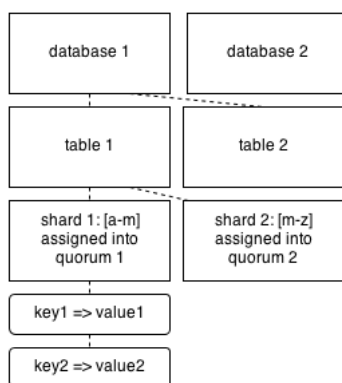 database 1
database 2
table 1
table 2
shard 1: [a-m]
assigned into
quorum 1
shard 2: [m-z]
assigned into
quorum 2
key1 => value1
key2 => value2